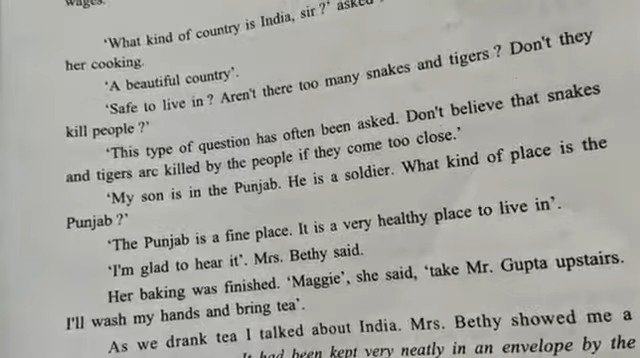 wages.
'What kind of country is India, sir ?' asked
her cooking.
'A beautiful country'.
'Safe to live in ? Aren't there too many snakes and tigers ? Don't they
kill people ?'
'This type of question has often been asked. Don't believe that snakes
and tigers are killed by the people if they come too close.'
'My son is in the Punjab. He is a soldier. What kind of place is the
Punjab ?'
'The Punjab is a fine place. It is a very healthy place to live in'.
'I'm glad to hear it'. Mrs. Bethy said.
Her baking was finished. 'Maggie', she said, 'take Mr. Gupta upstairs.
I'll wash my hands and bring tea'.
As we drank tea I talked about India. Mrs. Bethy showed me a
It had been kept very neatly in an envelope by the